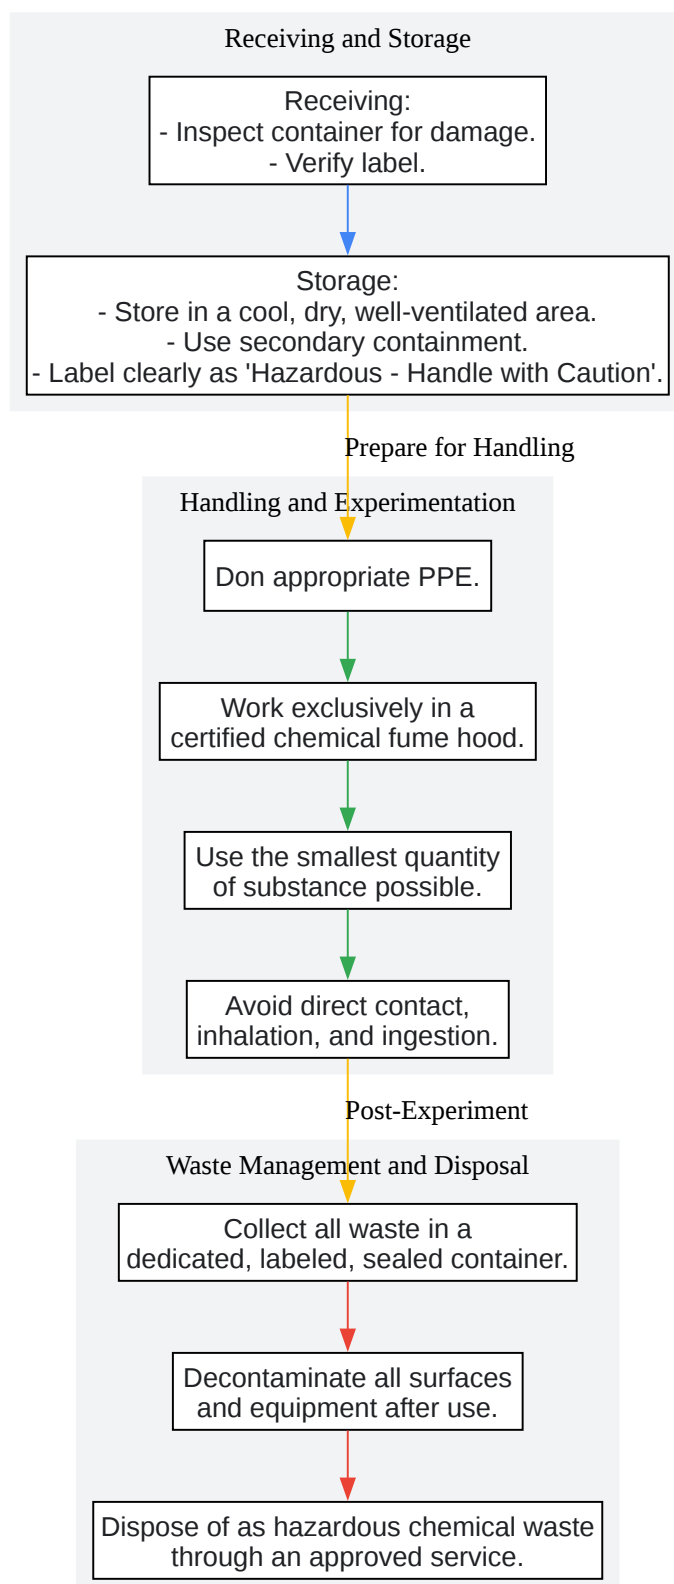 Receiving and Storage
Receiving:
- Inspect container for damage.
- Verify label.
Storage:
- Store in a cool, dry, well-ventilated area.
- Use secondary containment.
- Label clearly as 'Hazardous - Handle with Caution'.
Prepare for Handling
Handling and Experimentation
Don appropriate PPE.
Work exclusively in a
certified chemical fume hood.
Use the smallest quantity
of substance possible.
Avoid direct contact,
inhalation, and ingestion.
Post-Experiment
Waste Management and Disposal
Collect all waste in a
dedicated, labeled, sealed container.
Decontaminate all surfaces
and equipment after use.
Dispose of as hazardous chemical waste
through an approved service.